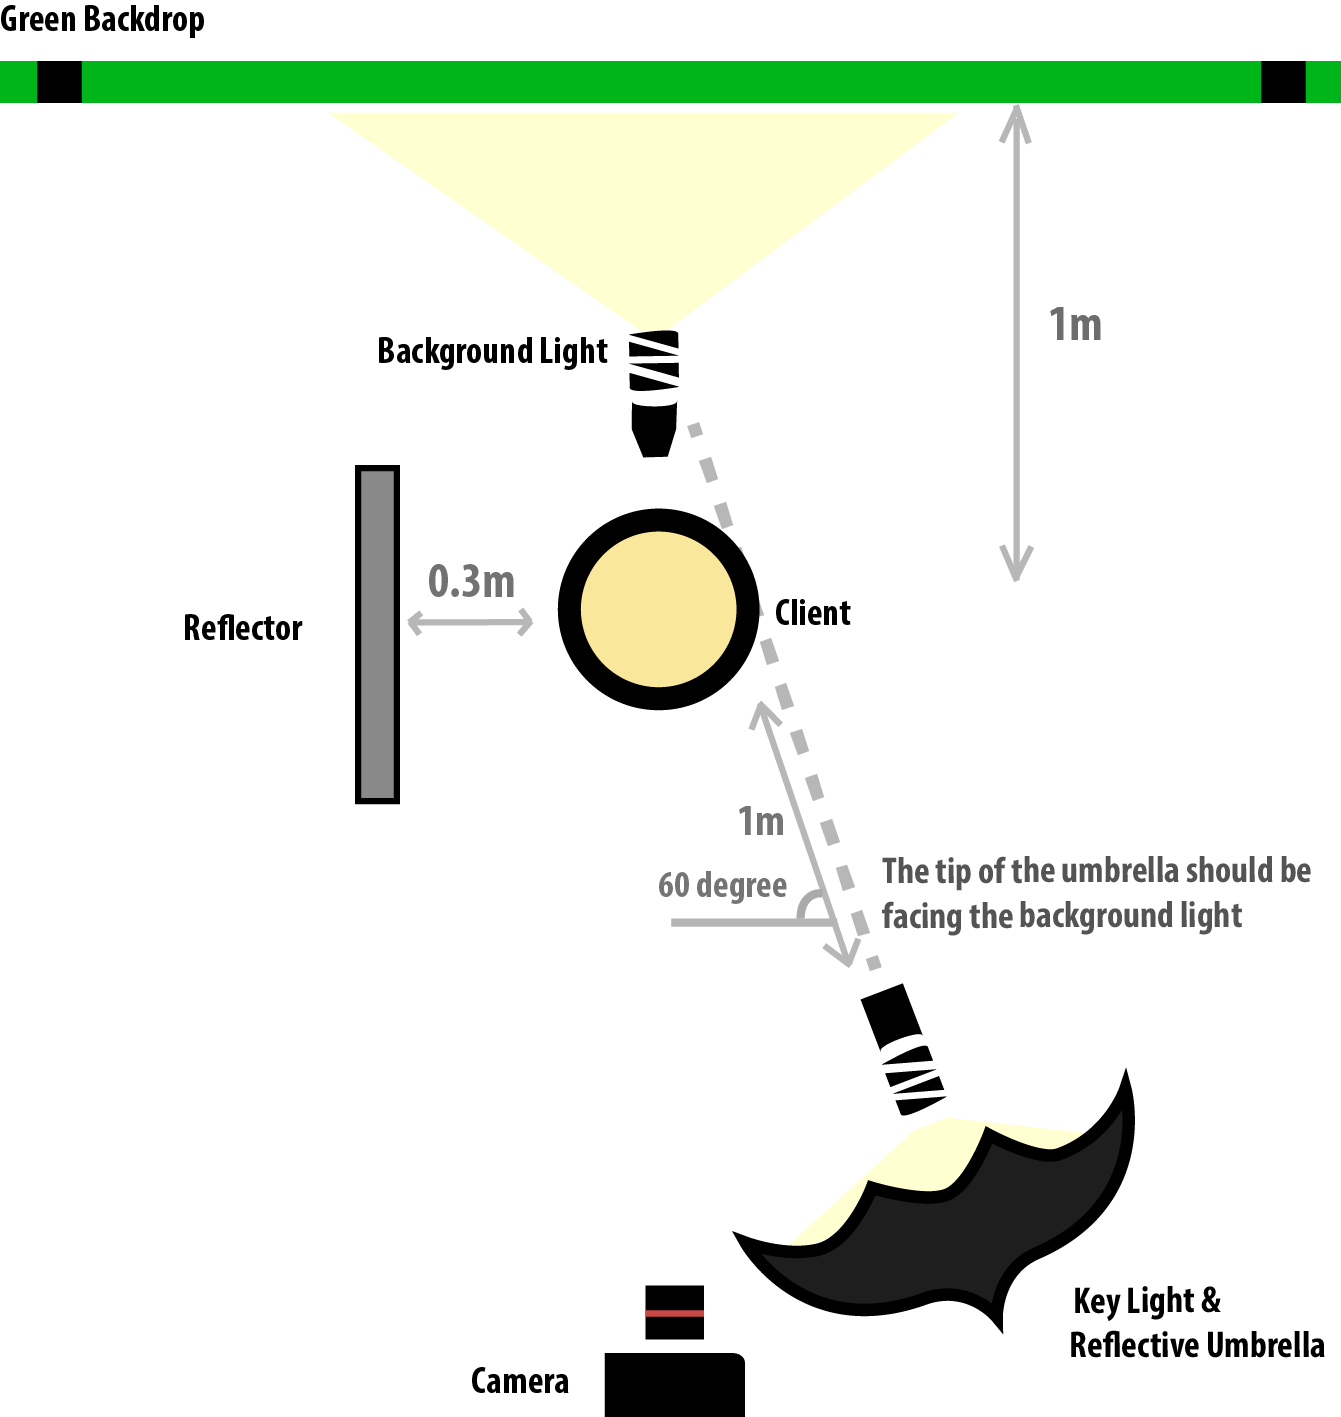 Green Backdrop
1m
Background Light
0.3m
Client
Reflector
1m
60 degree
The tip of the umbrella should be
facing the background light
Key Light &
Reflective Umbrella
Camera